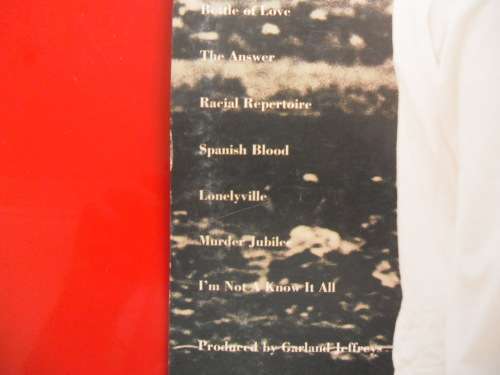 Bottle of Love
The Answer
Racial Repertoire
Spanish Blood
Lonelyville
Murder Jubilee
I'm Not A Know It All
Produced by Garland Jeffreys